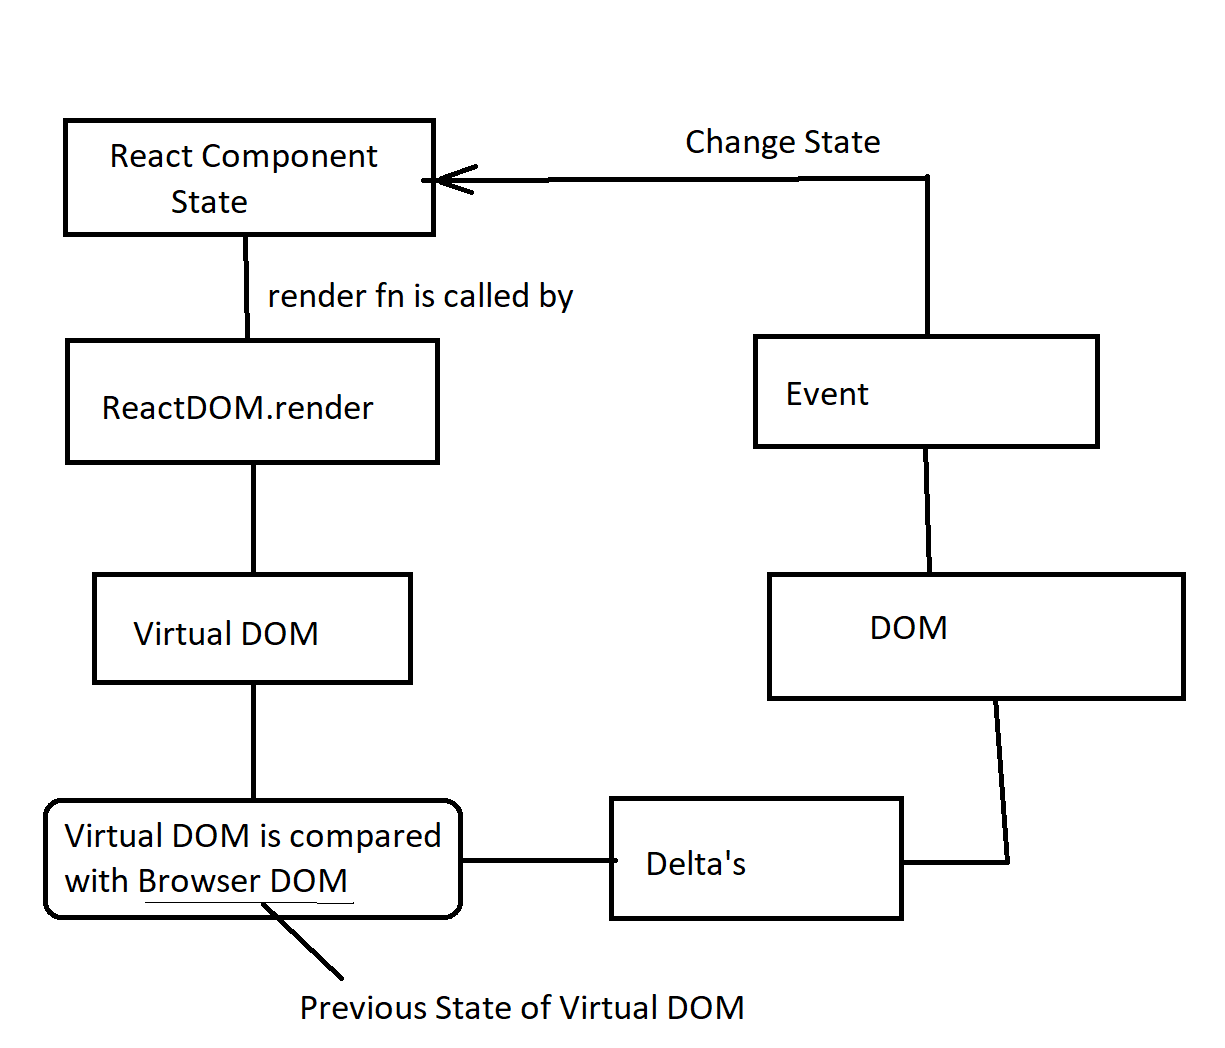 React Component
State
Change State
render fn is called by
ReactDOM.render
Event
Virtual DOM
DOM
Virtual DOM is compared
with Browser DOM
Delta's
Previous State of Virtual DOM